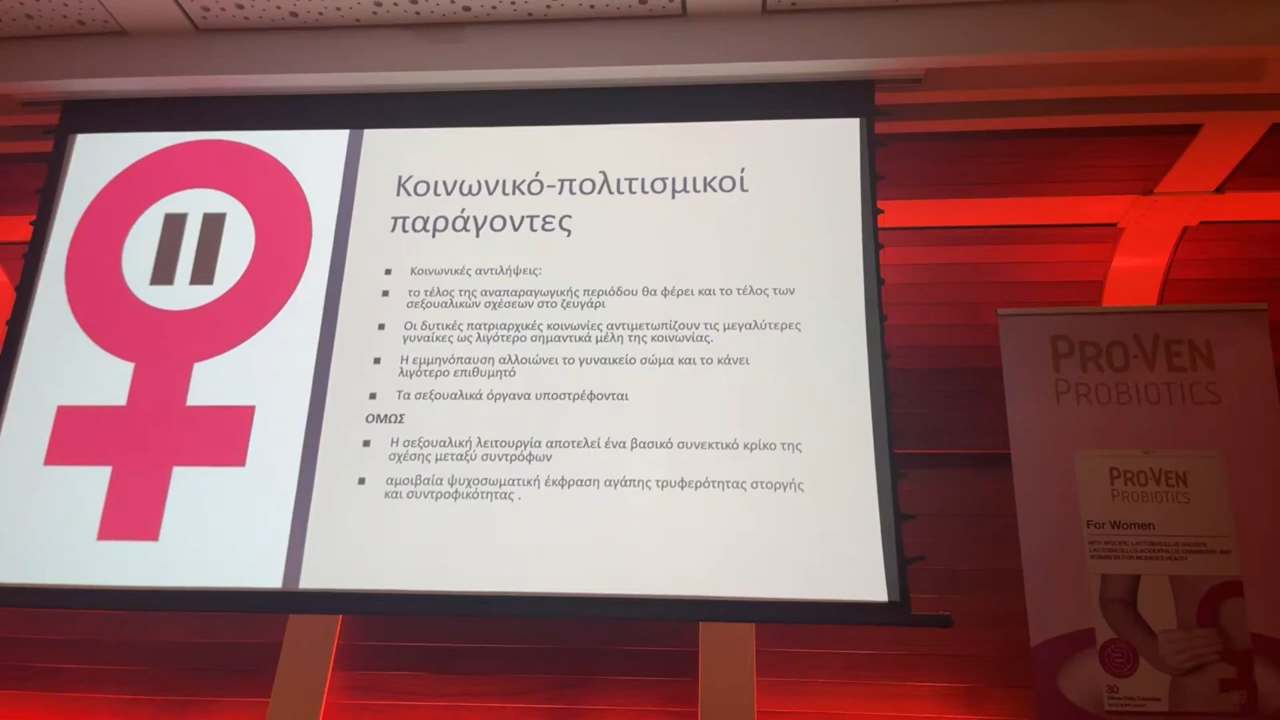 Κοινωνικό-πολιτισμικοί
παράγοντες
Κοινωνικές αντιλήψεις:
το τέλος της αναπαραγωγικής περιόδου θα φέρει και το τέλος των
σεξουαλικών σχέσεων στο ζευγάρι
Οι δυτικές πατριαρχικές κοινωνίες αντιμετωπίζουν τις μεγαλύτερες
γυναίκες ως λιγότερο σημαντικά μέλη της κοινωνίας.
Η εμμηνόπαυση αλλοιώνει το γυναικείο σώμα και το κάνει
λιγότερο επιθυμητό
Τα σεξουαλικά όργανα υποστρέφονται
ΟΜΩΣ
Η σεξουαλική λειτουργία αποτελεί ένα βασικό συνεκτικό κρίκο της
σχέσης μεταξύ συντρόφων
αμοιβαία ψυχοσωματική έκφραση αγάπης τρυφερότητας στοργής
και συντροφικότητας .
PRO-VEN
PROBIOTICS
PRO-VEN
PROBIOTICS
For Women
LACTOBACILLUS ACIDOPHILUS, CRANBERRY AND
30